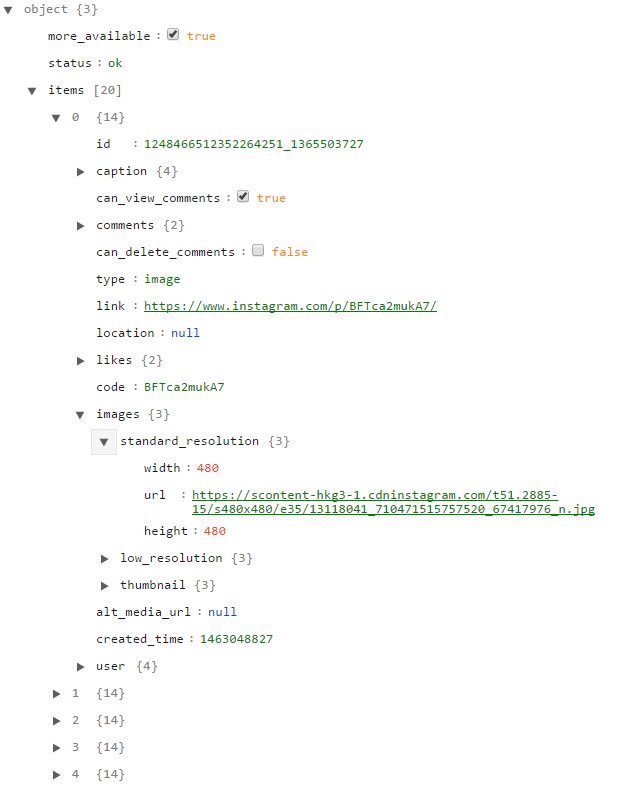 object {3}
more_available : true
status : ok
items [20]
0 {14}
id : 1248466512352264251_1365503727
caption {4}
can_view_comments : true
comments {2}
can_delete_comments : false
type : image
link : https://www.instagram.com/p/BFTca2mukA7/
location : null
likes {2}
code : BFTca2mukA7
images {3}
standard_resolution {3}
width : 480
url : https://scontent-hkg3-1.cdninstagram.com/t51.2885-
15/s480x480/e35/13118041_710471515757520_67417976_n.jpg
height : 480
low_resolution {3}
thumbnail {3}
alt_media_url : null
created_time : 1463048827
user {4}
1 {14}
2 {14}
3 {14}
4 {14}